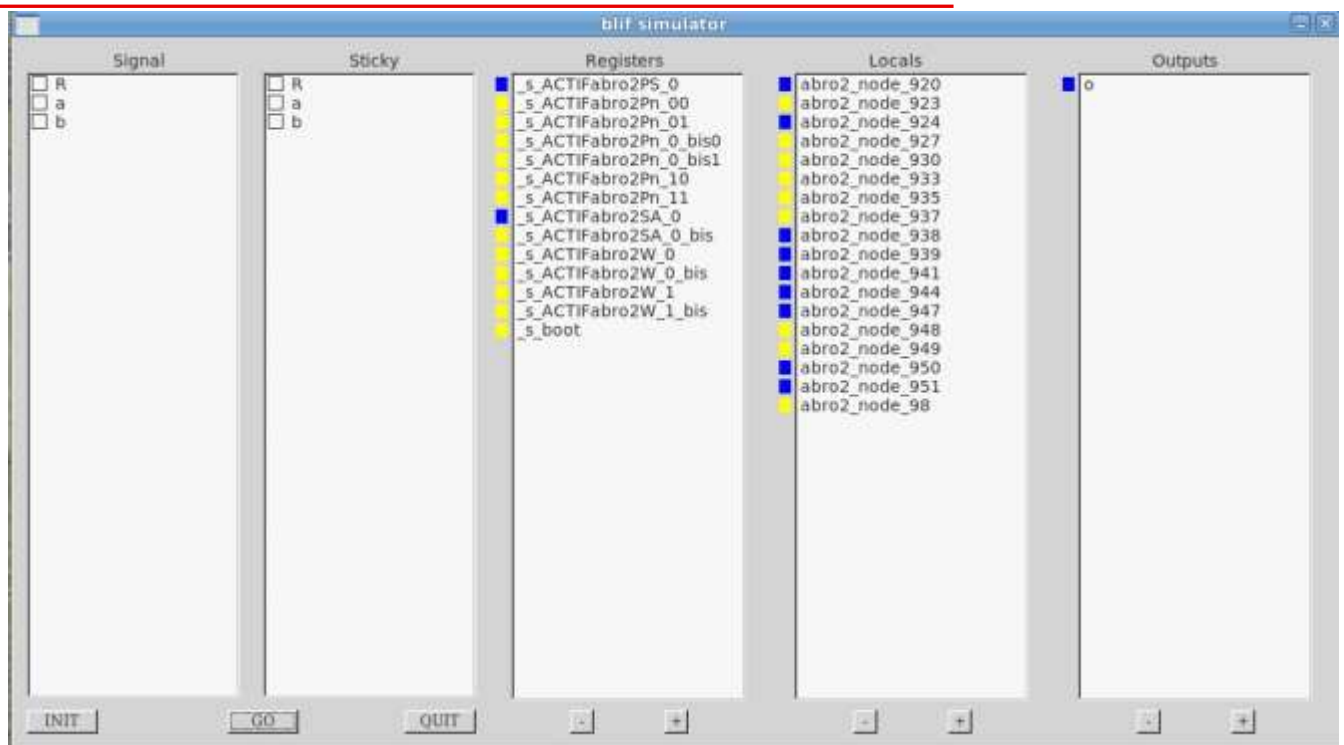 blif simulator
Signal
R
a
b
Sticky
R
a
b
Registers
_s_ACTIFabro2PS_0
_s_ACTIFabro2Pn_00
_s_ACTIFabro2Pn_01
_s_ACTIFabro2Pn_0_bis0
_s_ACTIFabro2Pn_0_bis1
_s_ACTIFabro2Pn_10
_s_ACTIFabro2Pn_11
_s_ACTIFabro2SA_0
_s_ACTIFabro2SA_0_bis
_s_ACTIFabro2W_0
_s_ACTIFabro2W_0_bis
_s_ACTIFabro2W_1
_s_ACTIFabro2W_1_bis
_s_boot
Locals
abro2_node_920
abro2_node_923
abro2_node_924
abro2_node_927
abro2_node_930
abro2_node_933
abro2_node_935
abro2_node_937
abro2_node_938
abro2_node_939
abro2_node_941
abro2_node_944
abro2_node_947
abro2_node_948
abro2_node_949
abro2_node_950
abro2_node_951
abro2_node_98
Outputs
o
INIT
GO
QUIT
- +
- +
- +